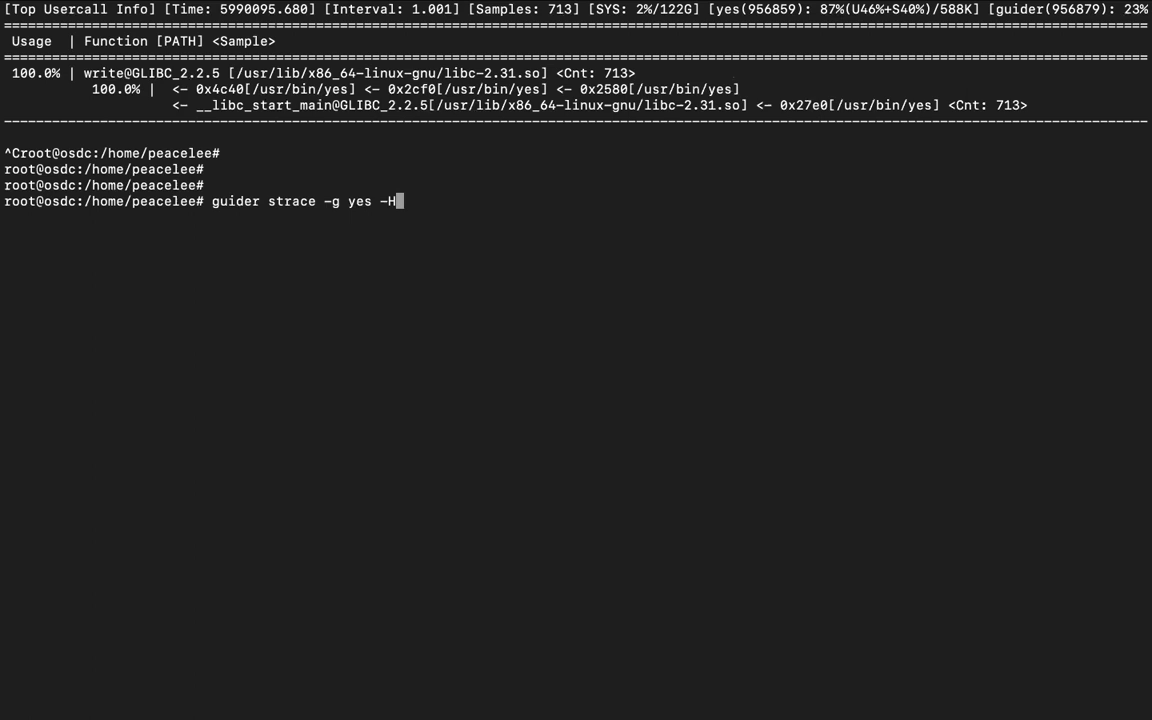 [Top Usercall Info] [Time: 5990095.680] [Interval: 1.001] [Samples: 713] [SYS: 2%/122G] [yes(956859): 87%(U46%+S40%)/588K] [guider(956879): 23%
==============================================================================================================================================
Usage | Function [PATH] <Sample>
==============================================================================================================================================
100.0% | write@GLIBC_2.2.5 [/usr/lib/x86_64-linux-gnu/libc-2.31.so] <Cnt: 713>
100.0% | <- 0x4c40[/usr/bin/yes] <- 0x2cf0[/usr/bin/yes] <- 0x2580[/usr/bin/yes]
<- __libc_start_main@GLIBC_2.2.5[/usr/lib/x86_64-linux-gnu/libc-2.31.so] <- 0x27e0[/usr/bin/yes] <Cnt: 713>
----------------------------------------------------------------------------------------------------------------------------------------------
^Croot@osdc:/home/peacelee#
root@osdc:/home/peacelee#
root@osdc:/home/peacelee#
root@osdc:/home/peacelee# guider strace -g yes -H